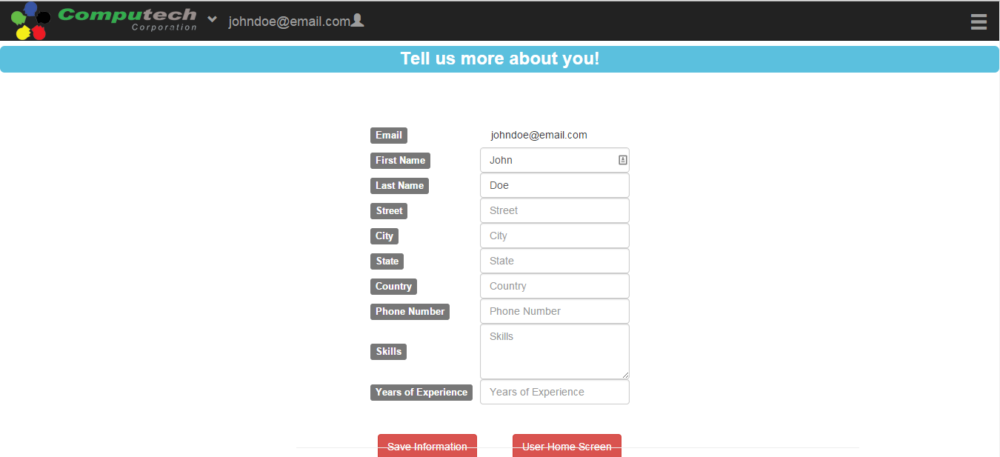 Computech
Corporation
johndoe@email.com
Tell us more about you!
Email johndoe@email.com
First Name John
Last Name Doe
Street Street
City City
State State
Country Country
Phone Number Phone Number
Skills Skills
Years of Experience Years of Experience
Save Information User Home Screen